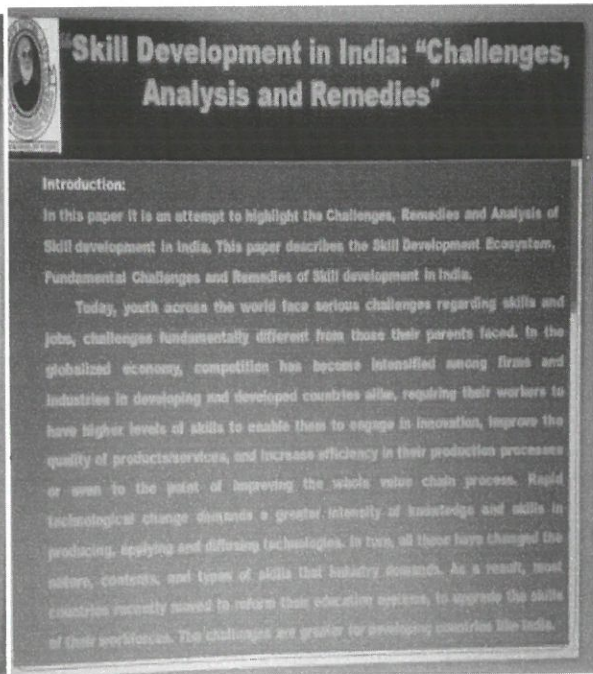 "Skill Development in India: "Challenges,
Analysis and Remedies"
Introduction:
In this paper it is an attempt to highlight the Challenges, Remedies and Analysis of
Skill development in India. This paper describes the Skill Development Ecosystem,
Fundamental Challenges and Remedies of Skill development in India.
Today, youth across the world face serious challenges regarding skills and
jobs, challenges fundamentally different from those their parents faced. In the
globalized economy, competition has become intensified among firms and
industries in developing and developed countries alike, requiring their workers to
have higher levels of skills to enable them to engage in innovation, improve the
quality of products/services, and increase efficiency in their production processes
or even to the point of improving the whole value chain process. Rapid
technological change demands a greater intensity of knowledge and skills in
producing, applying and diffusing technologies. In turn, all these have changed the
nature, contents, and types of skills that industry demands. As a result, most
countries recently moved to reform their education systems, to upgrade the skills
of their workforces. The challenges are greater for developing countries like India.